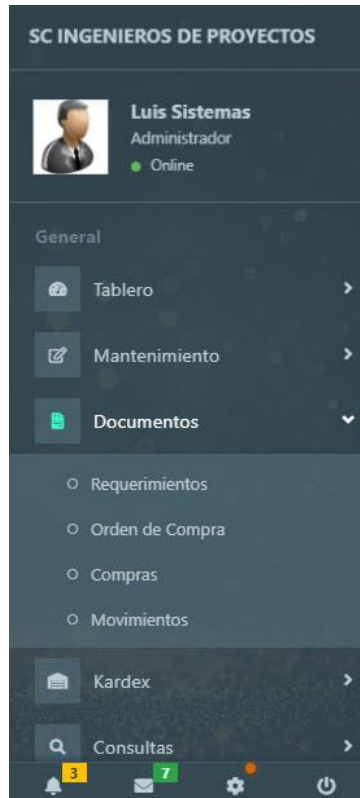 SC INGENIEROS DE PROYECTOS
Luis Sistemas
Administrador
Online
General
Tablero
Mantenimiento
Documentos
Requerimientos
Orden de Compra
Compras
Movimientos
Kardex
Consultas
3 7